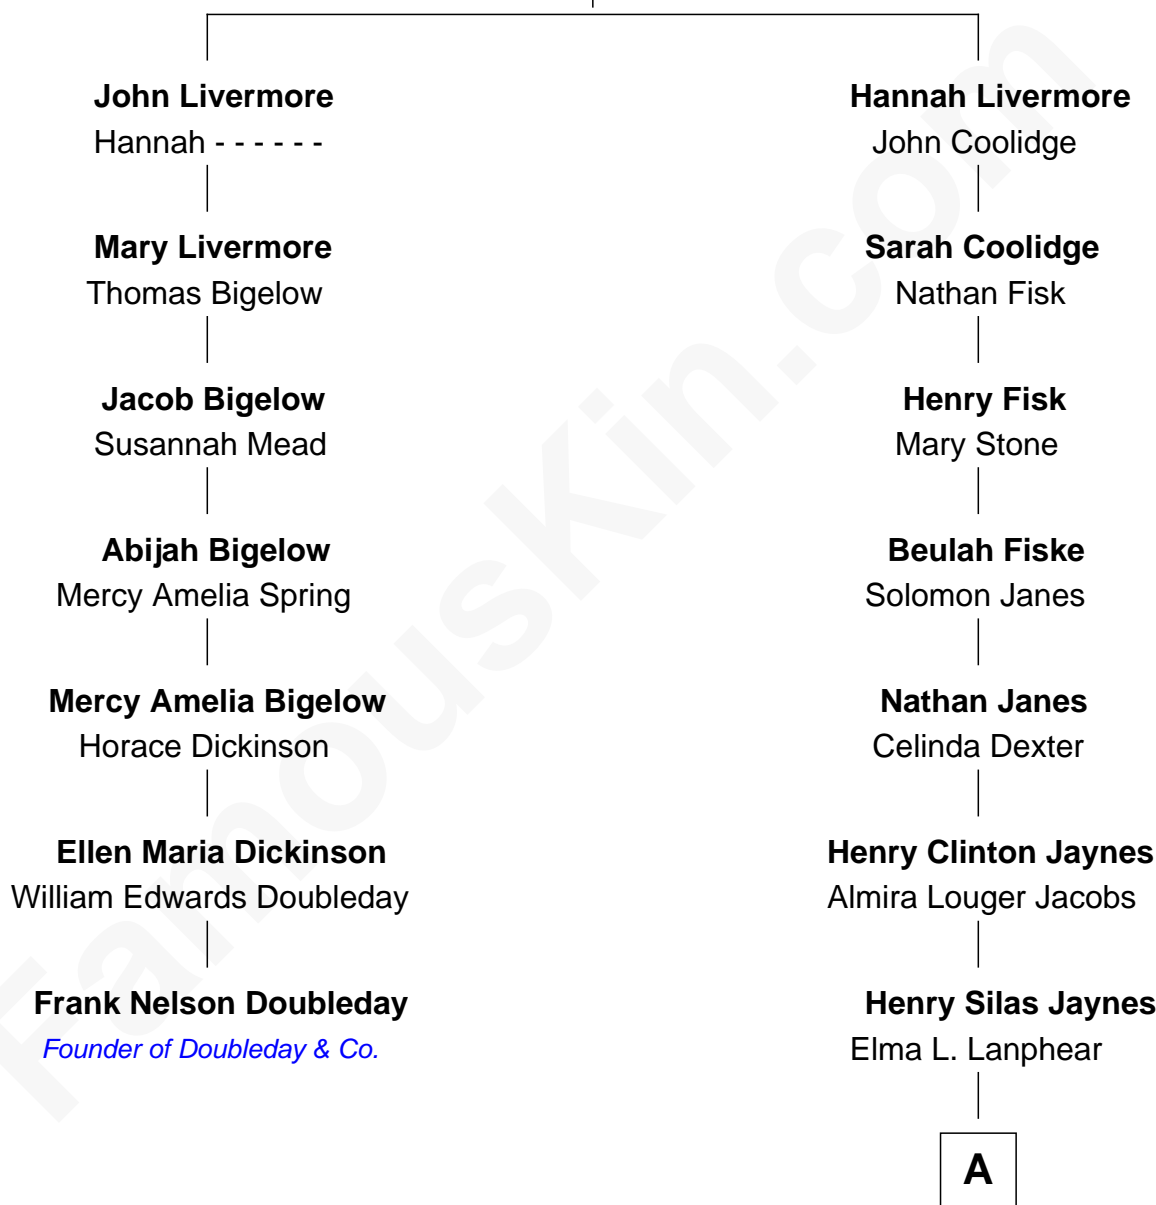 John Livermore
Hannah - - - - - -
Mary Livermore
Thomas Bigelow
Jacob Bigelow
Susannah Mead
Abijah Bigelow
Mercy Amelia Spring
Mercy Amelia Bigelow
Horace Dickinson
Ellen Maria Dickinson
William Edwards Doubleday
Frank Nelson Doubleday
Founder of Doubleday & Co.
Hannah Livermore
John Coolidge
Sarah Coolidge
Nathan Fisk
Henry Fisk
Mary Stone
Beulah Fiske
Solomon Janes
Nathan Janes
Celinda Dexter
Henry Clinton Jaynes
Almira Louger Jacobs
Henry Silas Jaynes
Elma L. Lanphear
A
FamousKin.com